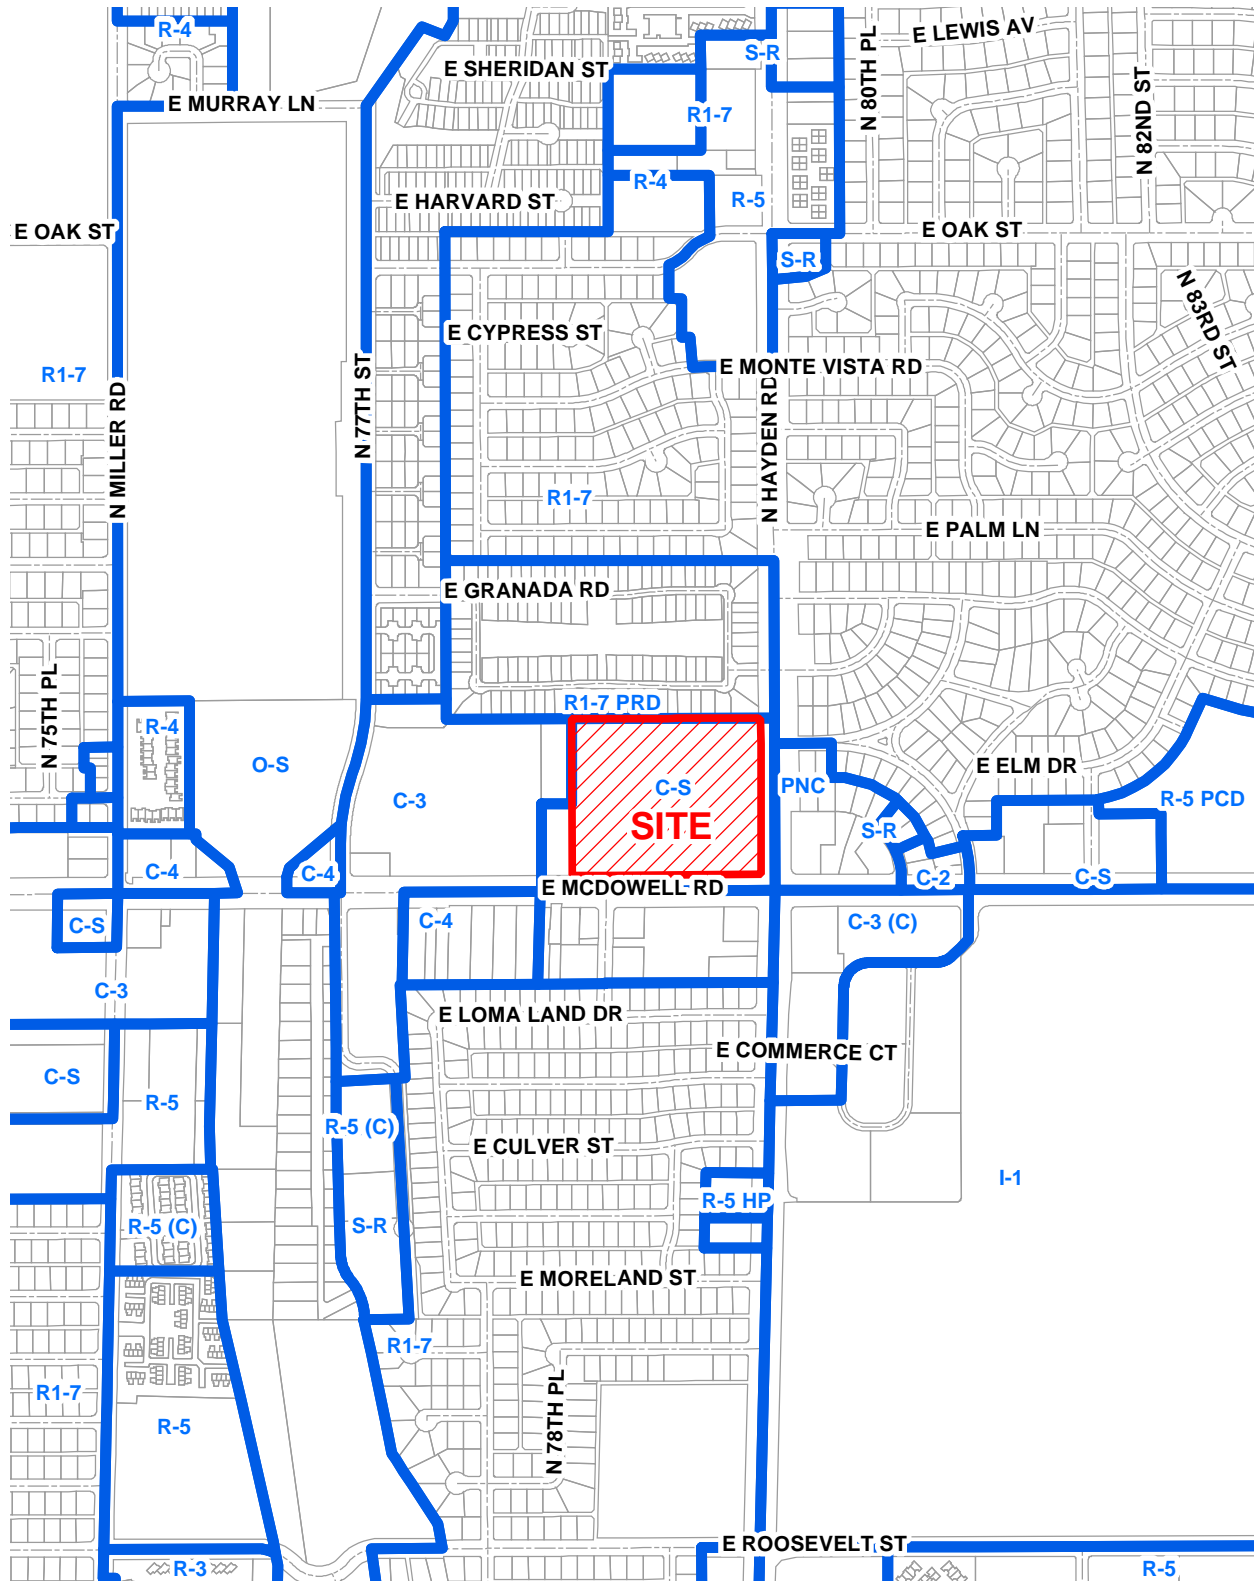 R-4
E LEWIS AV
N 80TH PL
S-R
E SHERIDAN ST
E MURRAY LN
R1-7
N 82ND ST
R-4
R-5
E HARVARD ST
E OAK ST
E OAK ST
S-R
N 83RD ST
E CYPRESS ST
E MONTE VISTA RD
R1-7
N MILLER RD
N 77TH ST
N HAYDEN RD
R1-7
E PALM LN
E GRANADA RD
N 75TH PL
R1-7 PRD
R-4
O-S
E ELM DR
C-3
C-S
PNC
R-5 PCD
SITE
S-R
C-4
C-4
C-2
C-S
E MCDOWELL RD
C-S
C-4
C-3 (C)
C-3
E LOMA LAND DR
E COMMERCE CT
C-S
R-5
R-5 (C)
E CULVER ST
I-1
R-5 HP
R-5 (C)
S-R
E MORELAND ST
R1-7
R1-7
N 78TH PL
R-5
E ROOSEVELT ST
R-3
R-5